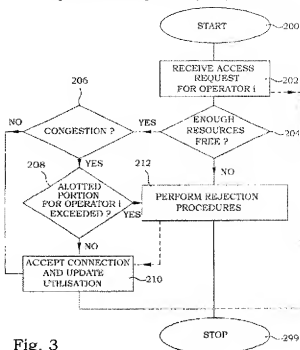 START
200
RECEIVE ACCESS
REQUEST
FOR OPERATOR i
202
206
NO
CONGESTION ?
YES
ENOUGH
RESOURCES
FREE ?
204
YES
NO
208
ALOTTED
PORTION
FOR OPERATOR i
EXCEEDED ?
YES
212
PERFORM REJECTION
PROCEDURES
NO
ACCEPT CONNECTION
AND UPDATE
UTILISATION
210
STOP
299
Fig. 3